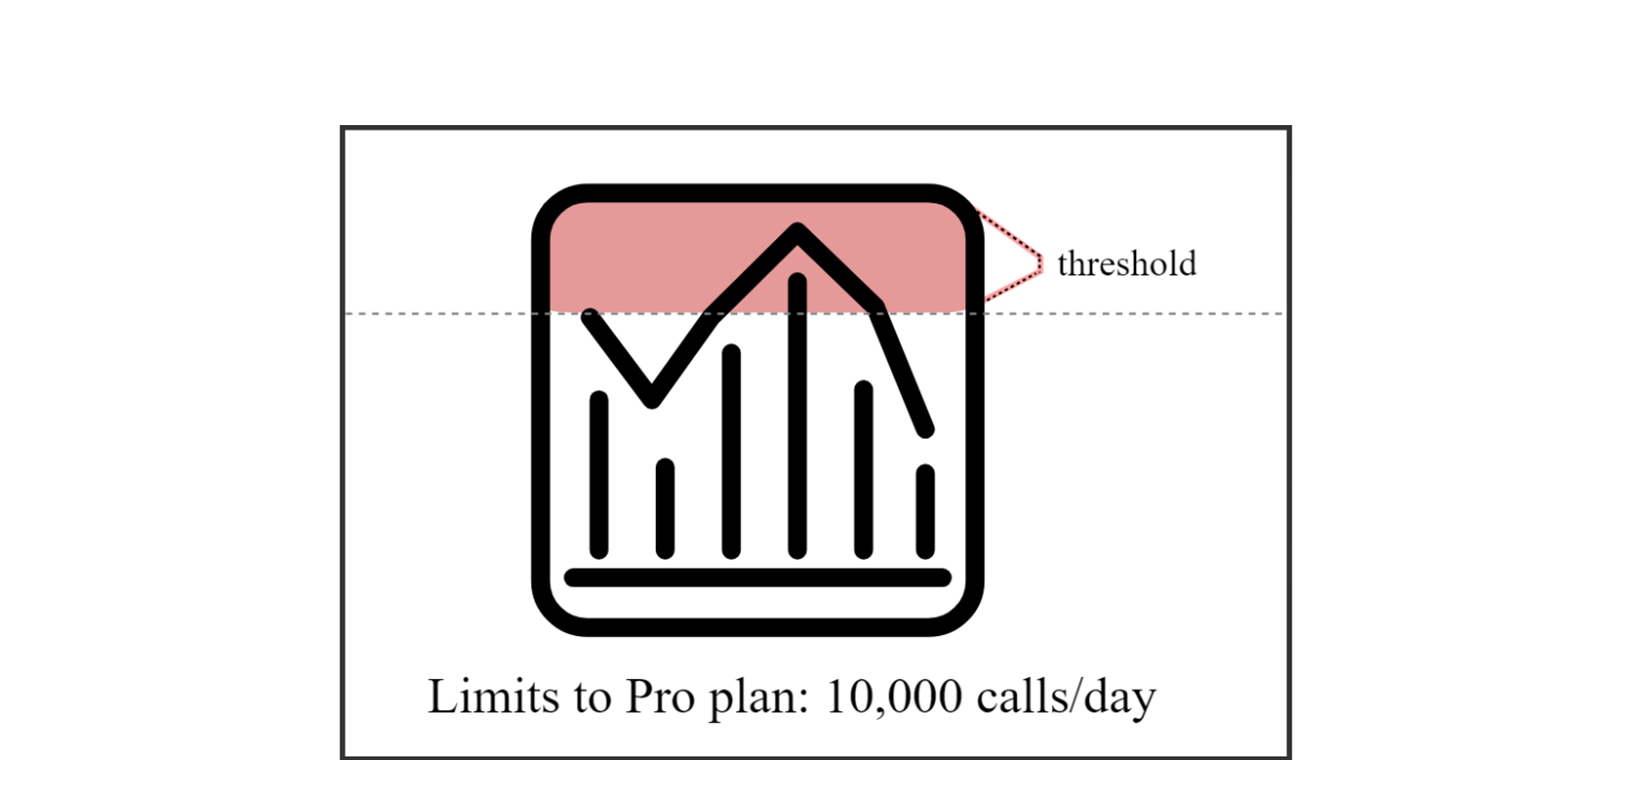 threshold
Limits to Pro plan: 10,000 calls/day